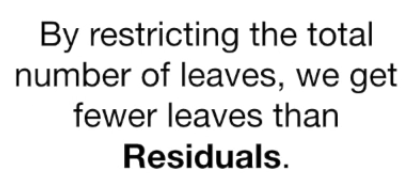 By restricting the total
number of leaves, we get
fewer leaves than
Residuals.